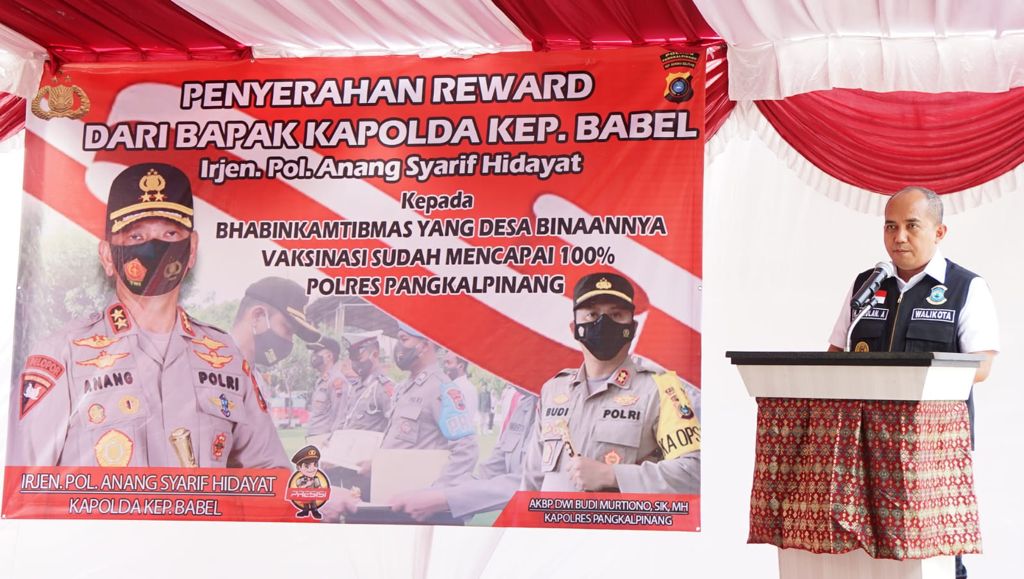 PENYERAHAN REWARD
DARI BAPAK KAPOLDA KEP. BABEL
Irjen. Pol. Anang Syarif Hidayat
Kepada
BHABINKAMTIBMAS YANG DESA BINAANNYA
VAKSINASI SUDAH MENCAPAI 100%
POLRES PANGKALPINANG
ANANG
POLRI
BUDI
POLRI
KA OPS
PRESISI
IRJEN. POL. ANANG SYARIF HIDAYAT
KAPOLDA KEP. BABEL
AKBP. DWI BUDI MURTIONO, SIK, MH
KAPOLRES PANGKALPINANG
WALIKOTA